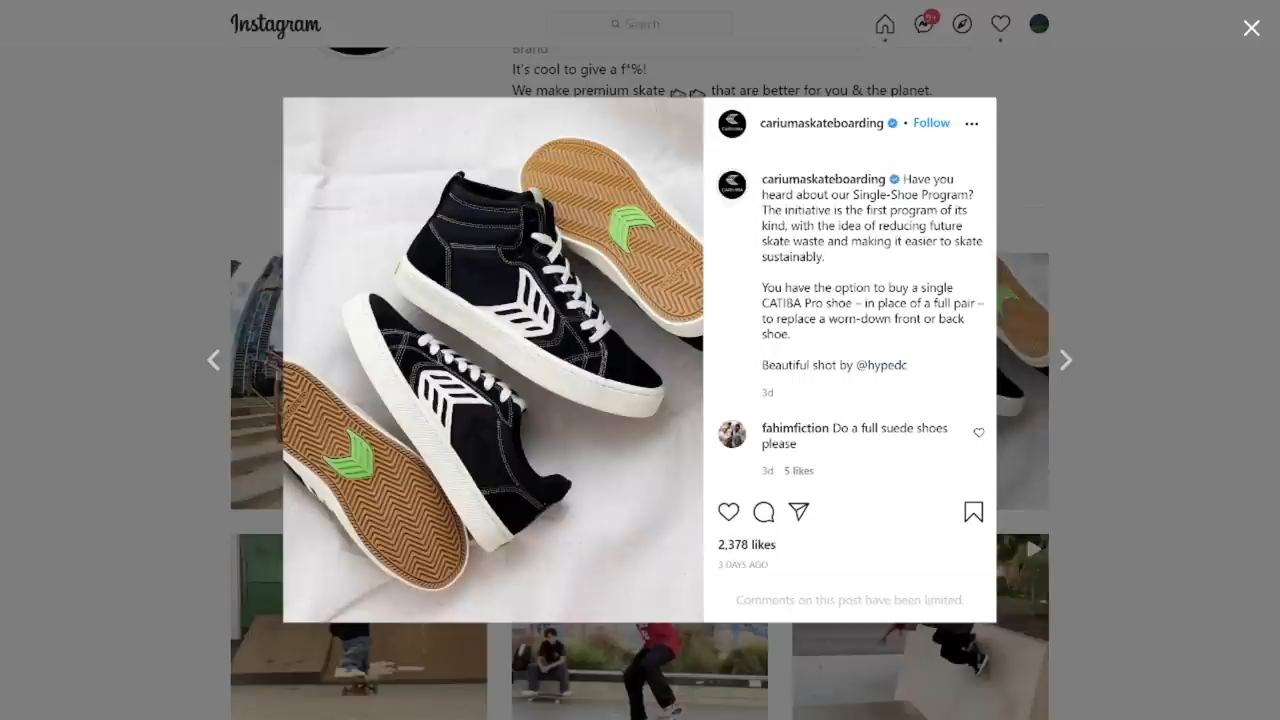 Instagram
Search
9+
Brand
It's cool to give a f*%!
We make premium skate 👟👟 that are better for you & the planet.
cariumaskateboarding • Follow
cariumaskateboarding Have you
heard about our Single-Shoe Program?
The initiative is the first program of its
kind, with the idea of reducing future
skate waste and making it easier to skate
sustainably.
You have the option to buy a single
CATIBA Pro shoe – in place of a full pair –
to replace a worn-down front or back
shoe.
Beautiful shot by @hypedc
3d
fahimfiction Do a full suede shoes
please
3d 5 likes
2,378 likes
3 DAYS AGO
Comments on this post have been limited.